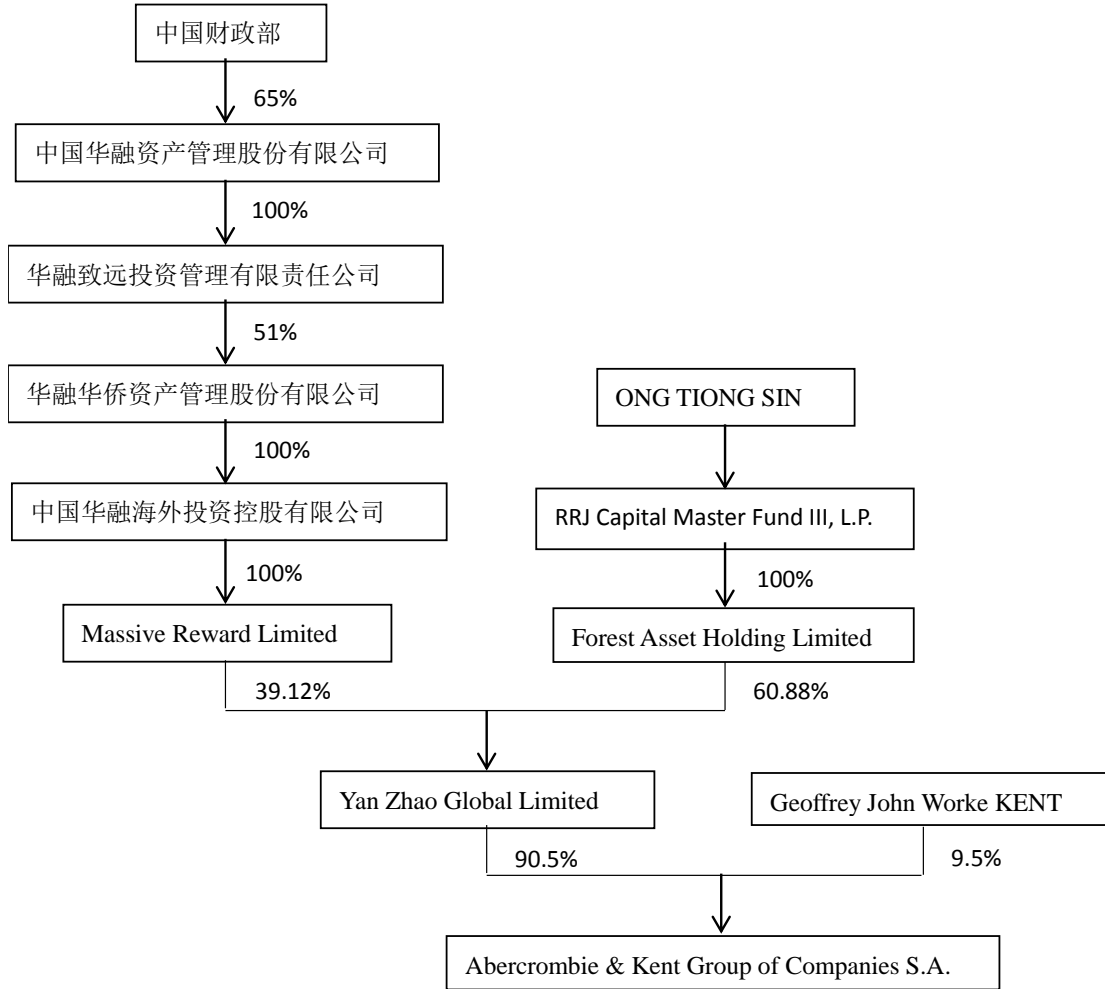 中国财政部
65%
中国华融资产管理股份有限公司
100%
华融致远投资管理有限责任公司
51%
华融华侨资产管理股份有限公司
ONG TIONG SIN
100%
中国华融海外投资控股有限公司
RRJ Capital Master Fund III, L.P.
100%
100%
Massive Reward Limited
Forest Asset Holding Limited
39.12%
60.88%
Yan Zhao Global Limited
Geoffrey John Worke KENT
90.5%
9.5%
Abercrombie & Kent Group of Companies S.A.